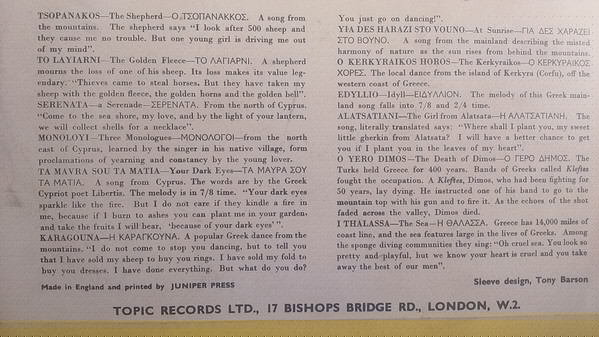 TSOPANAKOS—The Shepherd—Ο,ΤΣΟΠΑΝΑΚΚΟΣ. A song from
the mountains. The shepherd says "I look after 500 sheep and
they cause me no trouble. But one young girl is driving me out
of my mind".
TO LAYIARNI—The Golden Fleece—ΤΟ ΛΑΓΙΑΡΝΙ. A shepherd
mourns the loss of one of his sheep. Its loss makes its value leg-
endary: "Thieves came to steal horses. But they have taken my
sheep with the golden fleece, the golden horns and the golden bell".
SERENATA—a Serenade—ΣΕΡΕΝΑΤΑ. From the north of Cyprus.
"Come to the sea shore, my love, and by the light of your lantern,
we will collect shells for a necklace".
MONOLOYI—Three Monologues—ΜΟΝΟΛΟΓΟΙ—from the north
east of Cyprus, learned by the singer in his native village, form
proclamations of yearning and constancy by the young lover.
TA MAVRA SOU TA MATIA—Your Dark Eyes—ΤΑ ΜΑΥΡΑ ΣΟΥ
ΤΑ ΜΑΤΙΑ. A song from Cyprus. The words are by the Greek
Cypriot poet Libertis. The melody is in 7/8 time. "Your dark eyes
sparkle like the fire. But I do not care if they kindle a fire in
me, because if I burn to ashes you can plant me in your garden,
and take the fruits I will bear, 'because of your dark eyes' ".
KARAGOUNA—Η ΚΑΡΑΓΚΟΥΝΑ. A popular Greek dance from the
mountains. "I do not come to stop you dancing, but to tell you
that I have sold my sheep to buy you rings. I have sold my fold to
buy you dresses. I have done everything. But what do you do?
Made in England and printed by JUNIPER PRESS
You just go on dancing!".
YIA DES HARAZI STO VOUNO—At Sunrise—ΓΙΑ ΔΕΣ ΧΑΡΑΖΕΙ
ΣΤΟ ΒΟΥΝΟ. A song from the mainland describing the misted
harmony of nature as the sun rises from behind the mountains.
O KERKYRAIKOS HOROS—The Kerkyraikos—Ο ΚΕΡΚΥΡΑΙΚΟΣ
ΧΟΡΕΣ. The local dance from the island of Kerkyra (Corfu), off the
western coast of Greece.
EDYLLIO—Idyll—ΕΙΔΥΛΛΙΟΝ. The melody of this Greek main-
land song falls into 7/8 and 2/4 time.
ALATSATIANI—The Girl from Alatsata—Η ΑΛΑΤΣΑΤΙΑΝΗ. The
song, literally translated says: "Where shall I plant you, my sweet
little gherkin from Alatsata? I will have a better chance to get
you if I plant you in the leaves of my heart".
O YERO DIMOS—The Death of Dimos—Ο ΓΕΡΟ ΔΗΜΟΣ. The
Turks held Greece for 400 years. Bands of Greeks called Kleftes
fought the occupation. A Kleftes, Dimos, who had been fighting for
50 years, lay dying. He instructed one of his band to go to the
mountain top with his gun and to fire it. As the echoes of the shot
faded across the valley, Dimos died.
I THALASSA—The Sea—Η ΘΑΛΑΣΣΑ. Greece has 14,000 miles of
coast line, and the sea features large in the lives of Greeks. Among
the sponge diving communities they sing: "Oh cruel sea. You look so
pretty and playful, but we know your heart is cruel and you take
away the best of our men".
Sleeve design, Tony Barson
TOPIC RECORDS LTD., 17 BISHOPS BRIDGE RD., LONDON, W.2.